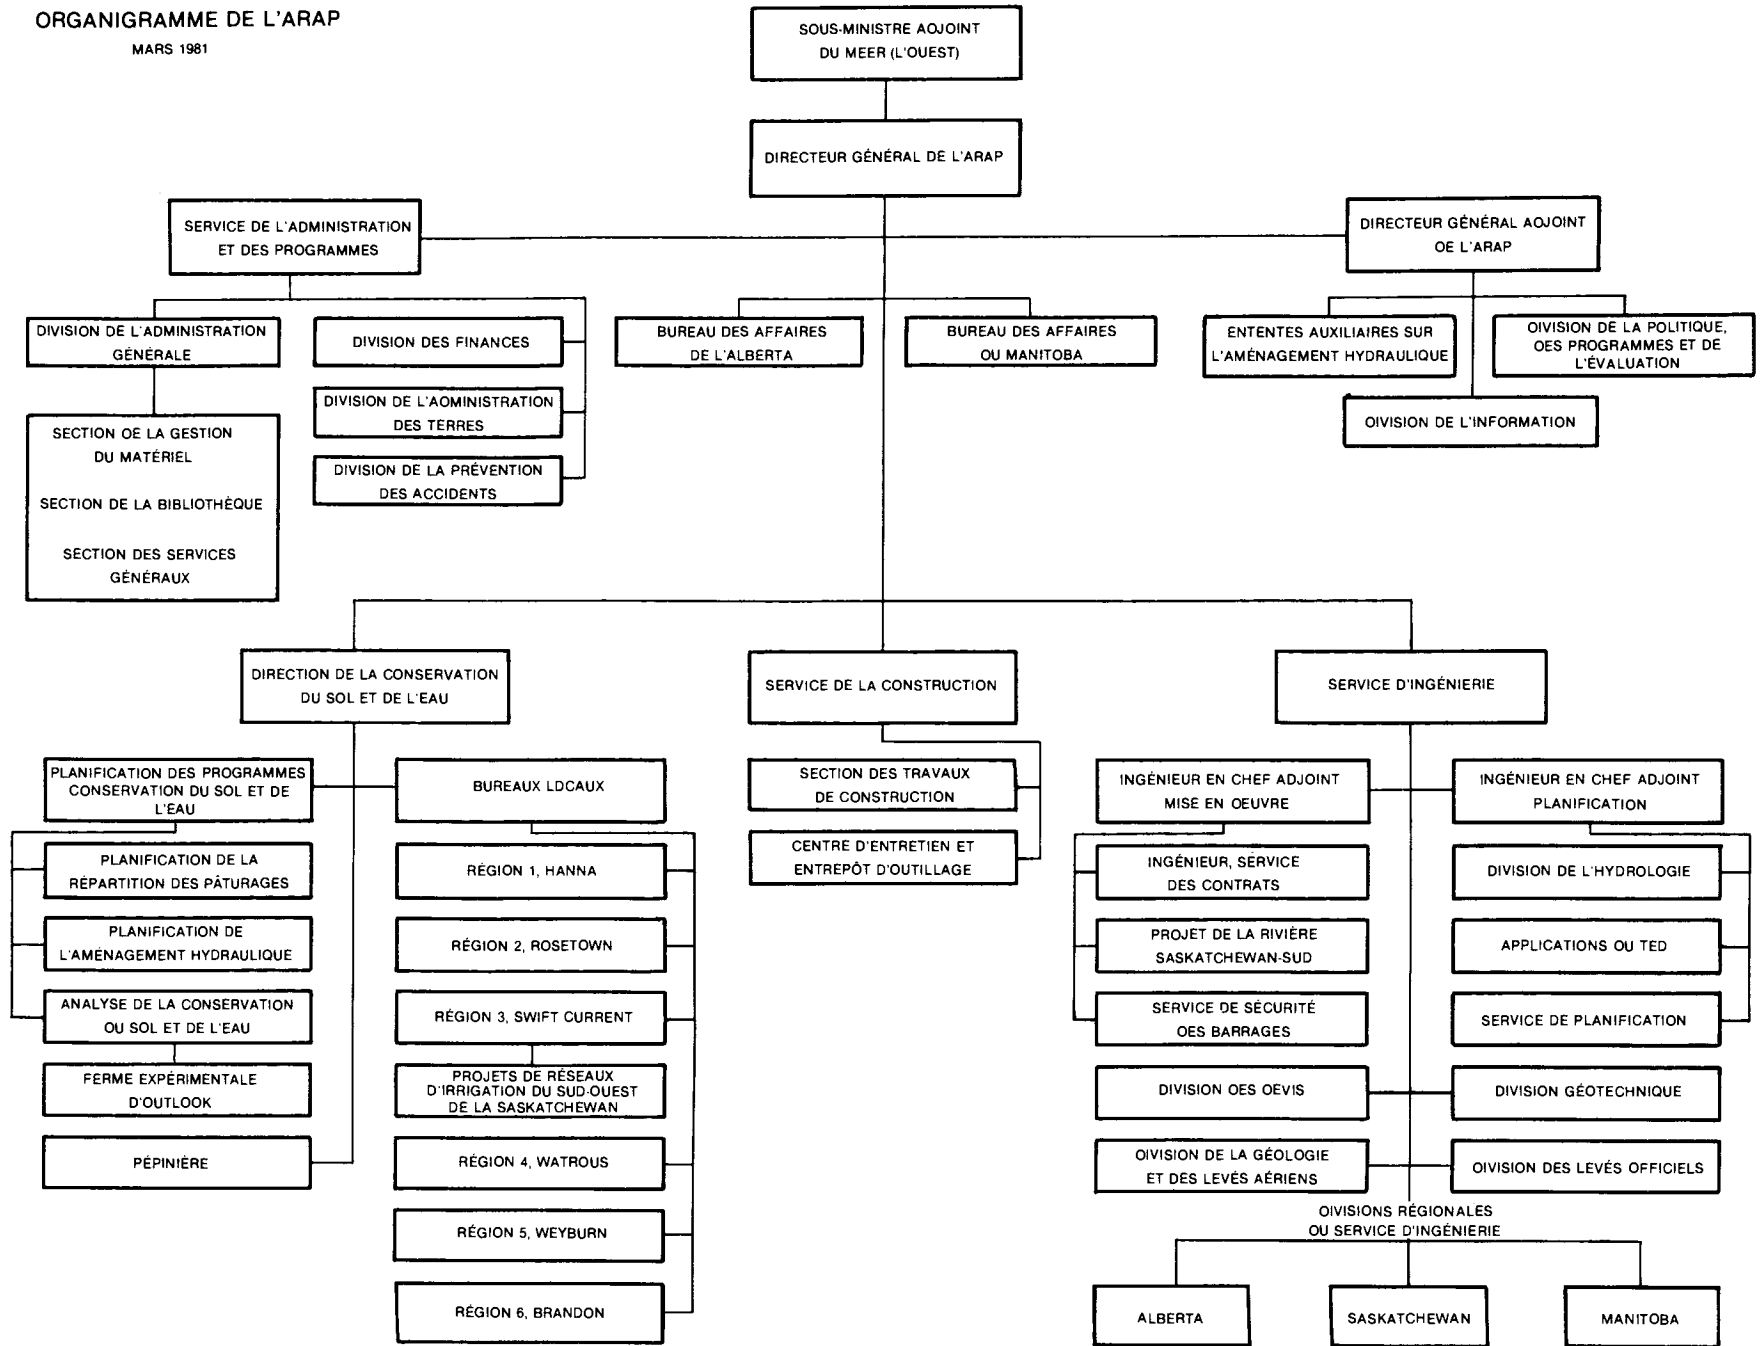 ORGANIGRAMME DE L'ARAP
MARS 1981
SOUS-MINISTRE AOJOINT
DU MEER (L'OUEST)
DIRECTEUR GÉNÉRAL DE L'ARAP
SERVICE DE L'ADMINISTRATION
ET DES PROGRAMMES
DIRECTEUR GÉNÉRAL AOJOINT
OE L'ARAP
DIVISION DE L'ADMINISTRATION
GÉNÉRALE
DIVISION DES FINANCES
BUREAU DES AFFAIRES
DE L'ALBERTA
BUREAU DES AFFAIRES
OU MANITOBA
ENTENTES AUXILIAIRES SUR
L'AMÉNAGEMENT HYDRAULIQUE
OIVISION DE LA POLITIQUE,
OES PROGRAMMES ET DE
L'ÉVALUATION
DIVISION DE L'AOMINISTRATION
DES TERRES
OIVISION DE L'INFORMATION
SECTION OE LA GESTION
DU MATÉRIEL
SECTION DE LA BIBLIOTHÈQUE
SECTION DES SERVICES
GÉNÉRAUX
DIVISION DE LA PRÉVENTION
DES ACCIDENTS
DIRECTION DE LA CONSERVATION
DU SOL ET DE L'EAU
SERVICE DE LA CONSTRUCTION
SERVICE D'INGÉNIERIE
PLANIFICATION DES PROGRAMMES
CONSERVATION DU SOL ET DE
L'EAU
BUREAUX LDCAUX
SECTION DES TRAVAUX
DE CONSTRUCTION
INGÉNIEUR EN CHEF ADJOINT
MISE EN OEUVRE
INGÉNIEUR EN CHEF ADJOINT
PLANIFICATION
PLANIFICATION DE LA
RÉPARTITION DES PÂTURAGES
RÉGION 1, HANNA
CENTRE D'ENTRETIEN ET
ENTREPÔT D'OUTILLAGE
INGÉNIEUR, SERVICE
DES CONTRATS
DIVISION DE L'HYDROLOGIE
PLANIFICATION DE
L'AMÉNAGEMENT HYDRAULIQUE
RÉGION 2, ROSETOWN
PROJET DE LA RIVIÈRE
SASKATCHEWAN-SUD
APPLICATIONS OU TED
ANALYSE DE LA CONSERVATION
OU SOL ET DE L'EAU
RÉGION 3, SWIFT CURRENT
SERVICE DE SÉCURITÉ
OES BARRAGES
SERVICE DE PLANIFICATION
FERME EXPÉRIMENTALE
D'OUTLOOK
PROJETS DE RÉSEAUX
D'IRRIGATION DU SUD-OUEST
DE LA SASKATCHEWAN
DIVISION OES OEVIS
DIVISION GÉOTECHNIQUE
PÉPINIÈRE
RÉGION 4, WATROUS
OIVISION DE LA GÉOLOGIE
ET DES LEVÉS AÉRIENS
OIVISION DES LEVÉS OFFICIELS
RÉGION 5, WEYBURN
OIVISIONS RÉGIONALES
OU SERVICE D'INGÉNIERIE
RÉGION 6, BRANDON
ALBERTA
SASKATCHEWAN
MANITOBA